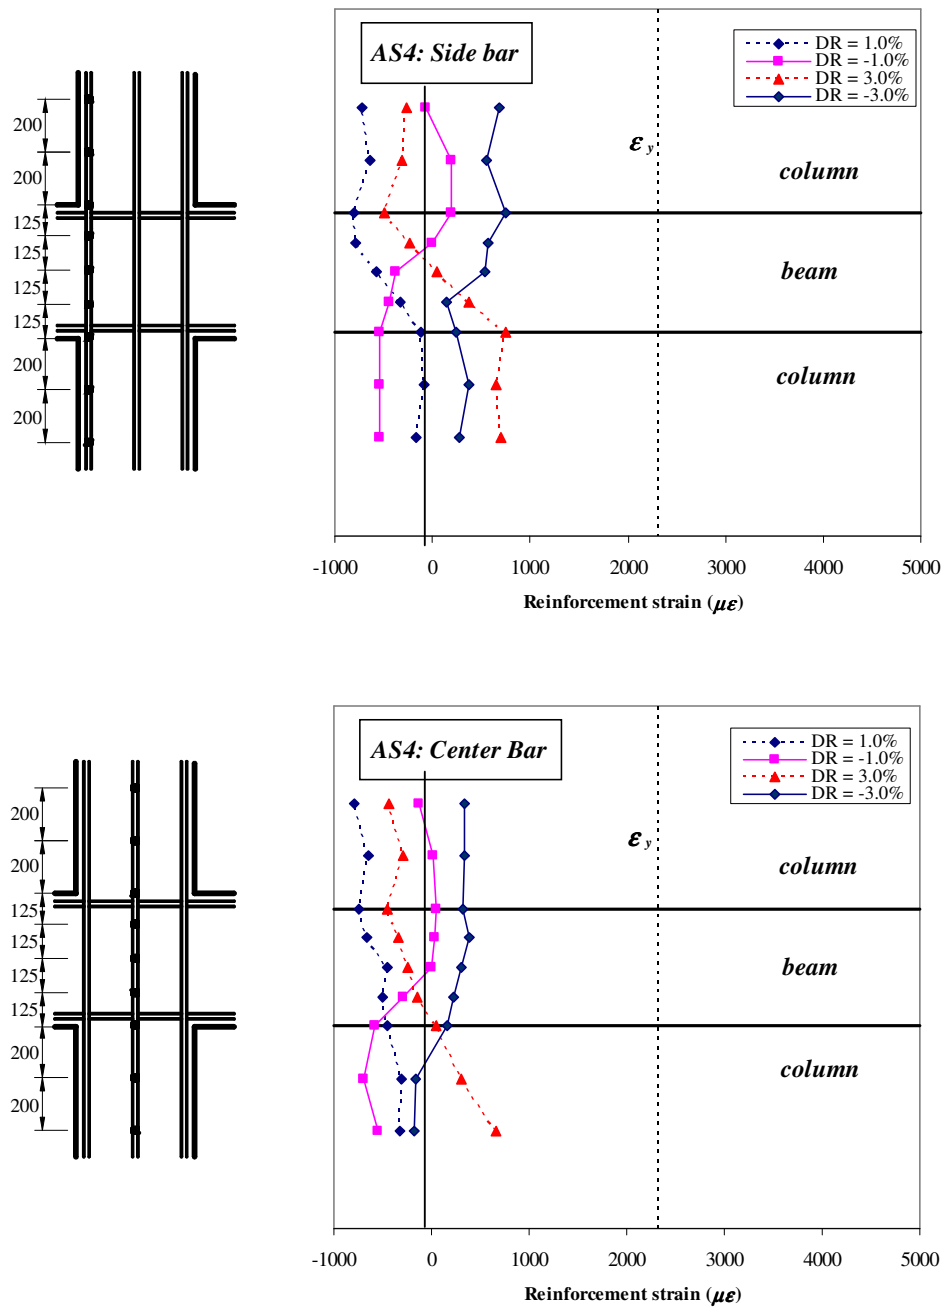 AS4: Side bar
DR = 1.0%
DR = -1.0%
DR = 3.0%
DR = -3.0%
200
200
125
125
125
125
200
200
ε y
column
beam
column
-1000 0 1000 2000 3000 4000 5000
Reinforcement strain (με)
AS4: Center Bar
DR = 1.0%
DR = -1.0%
DR = 3.0%
DR = -3.0%
200
200
125
125
125
125
200
200
ε y
column
beam
column
-1000 0 1000 2000 3000 4000 5000
Reinforcement strain (με)